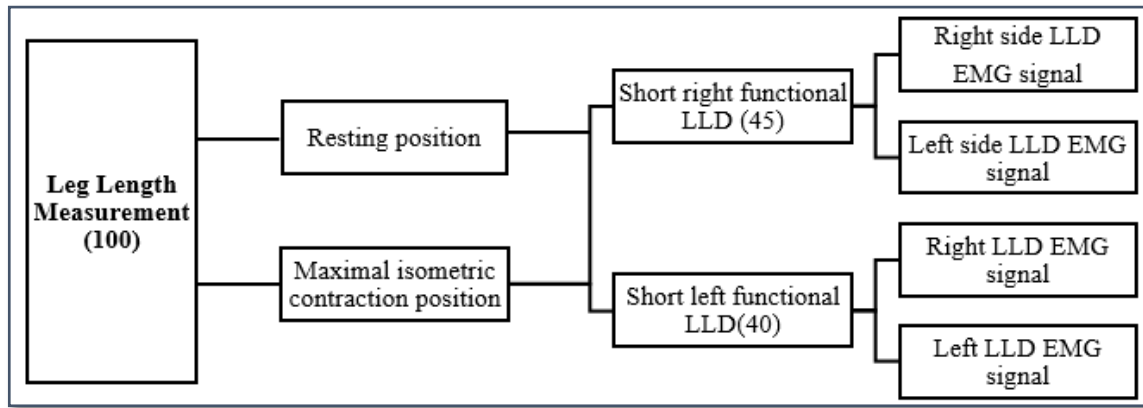 Leg Length
Measurement
(100)
Resting position
Maximal isometric
contraction position
Short right functional
LLD (45)
Short left functional
LLD(40)
Right side LLD
EMG signal
Left side LLD EMG
signal
Right LLD EMG
signal
Left LLD EMG
signal